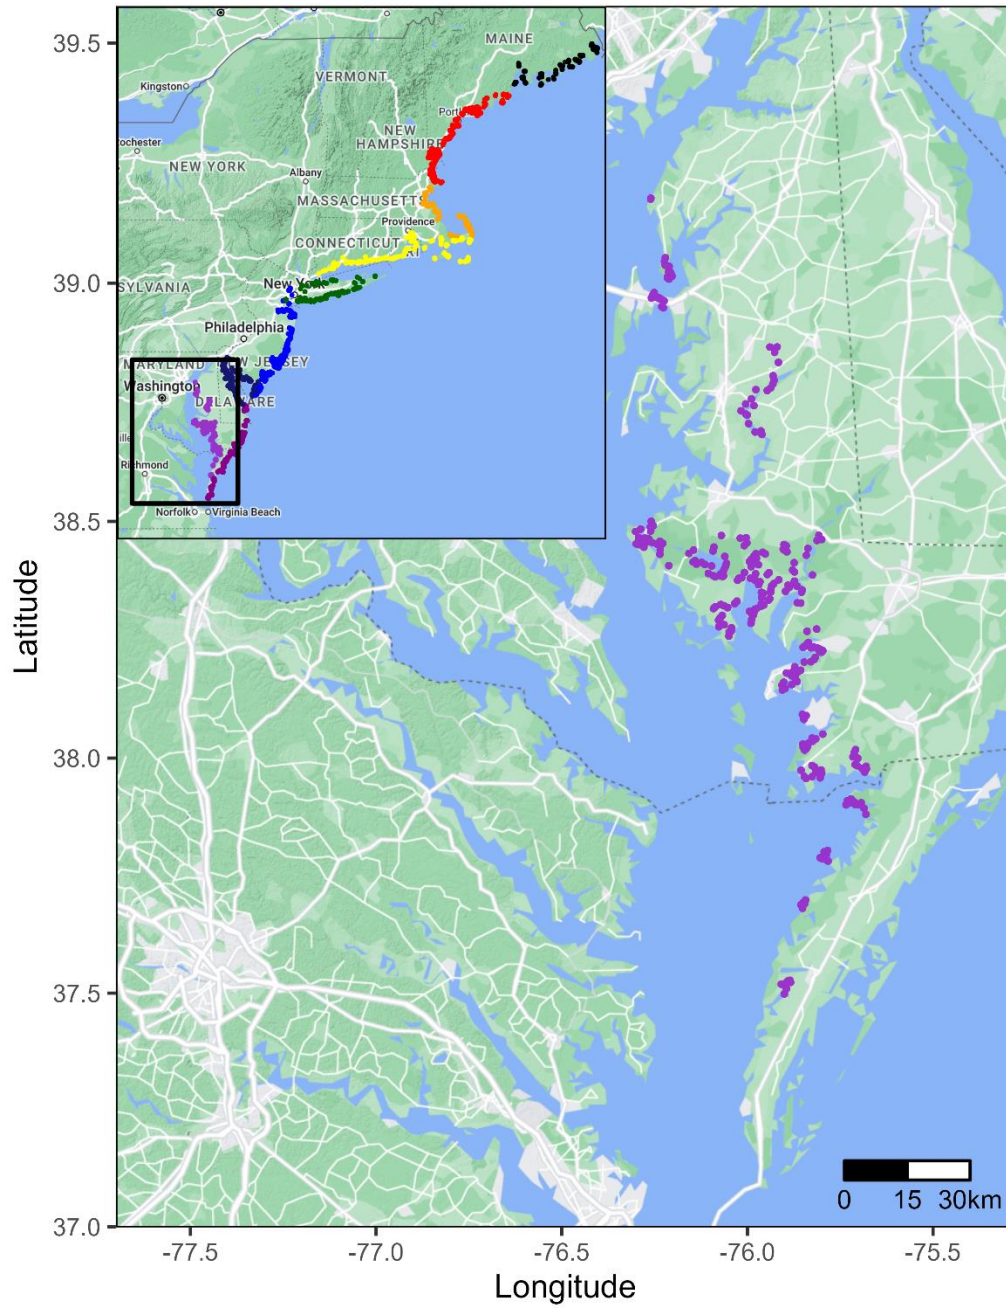 39.5
39.0
38.5
38.0
37.5
37.0
Latitude
MAINE
VERMONT
Kingston
NEW
HAMPSHIRE
ochester
NEW YORK
Albany
MASSACHUSETTS
Providence
CONNECTICUT
RI
SYLVANIA
New York
Philadelphia
NEW JERSEY
MARYLAND
Washington
DELAWARE
Richmond
Norfolk
Virginia Beach
0 15 30km
-77.5 -77.0 -76.5 -76.0 -75.5
Longitude